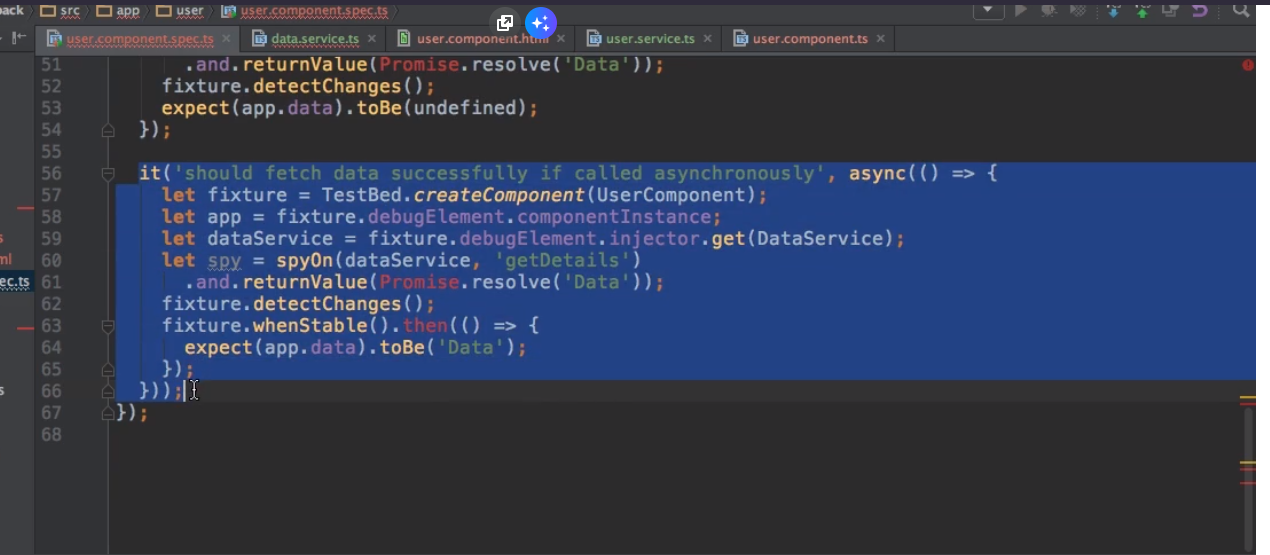 ack src app user user.component.spec.ts
user.component.spec.ts data.service.ts user.component.html user.service.ts user.component.ts
51 .and.returnValue(Promise.resolve('Data'));
52 fixture.detectChanges();
53 expect(app.data).toBe(undefined);
54 });
55
56 it('should fetch data successfully if called asynchronously', async(() => {
57 let fixture = TestBed.createComponent(UserComponent);
58 let app = fixture.debugElement.componentInstance;
59 let dataService = fixture.debugElement.injector.get(DataService);
60 let spy = spyOn(dataService, 'getDetails')
ec.ts 61 .and.returnValue(Promise.resolve('Data'));
62 fixture.detectChanges();
63 fixture.whenStable().then(() => {
64 expect(app.data).toBe('Data');
65 });
66 }));
67 });
68